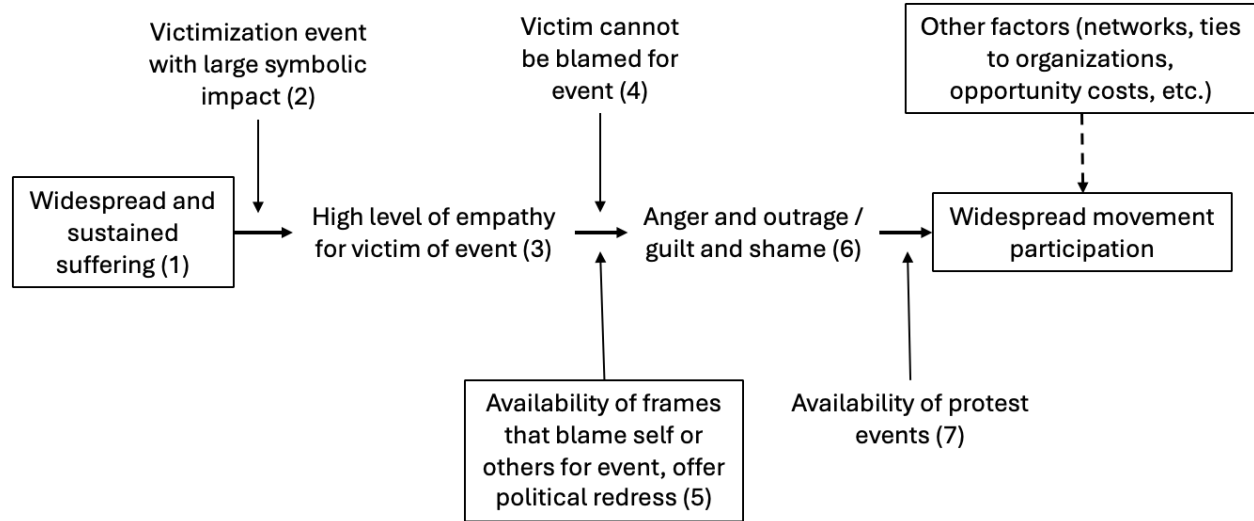 Victimization event
with large symbolic
impact (2)
Victim cannot
be blamed for
event (4)
Other factors (networks, ties
to organizations,
opportunity costs, etc.)
Widespread and
sustained
suffering (1)
High level of empathy
for victim of event (3)
Anger and outrage /
guilt and shame (6)
Widespread movement
participation
Availability of frames
that blame self or
others for event, offer
political redress (5)
Availability of protest
events (7)